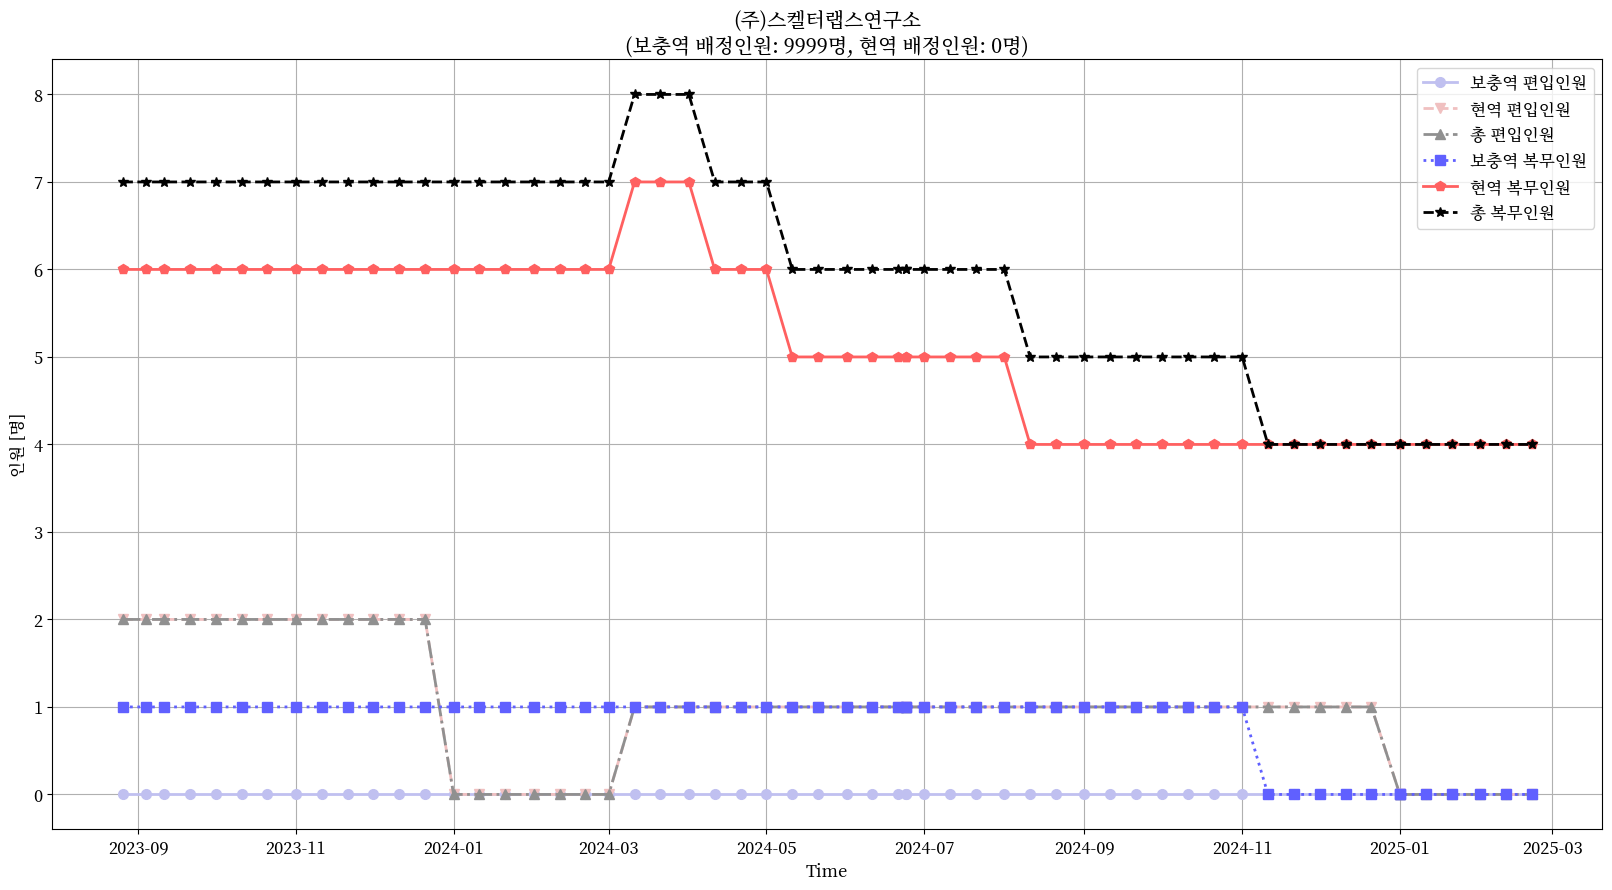 (주)스켈터랩스연구소
(보충역 배정인원: 9999명, 현역 배정인원: 0명)
보충역 편입인원
현역 편입인원
총 편입인원
보충역 복무인원
현역 복무인원
총 복무인원
인원 [명]
8
7
6
5
4
3
2
1
0
2023-09 2023-11 2024-01 2024-03 2024-05 2024-07 2024-09 2024-11 2025-01 2025-03
Time